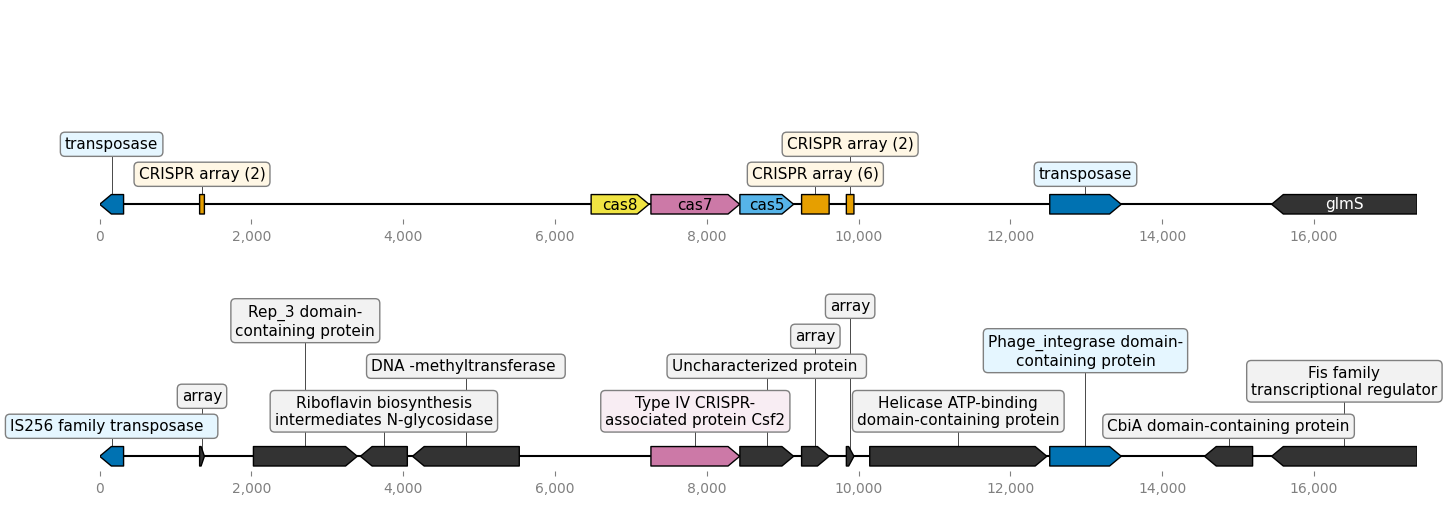 CRISPR array (2)
transposase
CRISPR array (2)
CRISPR array (6)
transposase
cas8
cas7
cas5
glmS
0
2,000
4,000
6,000
8,000
10,000
12,000
14,000
16,000
array
Rep_3 domain-
containing protein
array
Phage_integrase domain-
containing protein
DNA -methyltransferase
Uncharacterized protein
Fis family
transcriptional regulator
array
Riboflavin biosynthesis
intermediates N-glycosidase
Type IV CRISPR-
associated protein Csf2
Helicase ATP-binding
domain-containing protein
IS256 family transposase
CbiA domain-containing protein
0
2,000
4,000
6,000
8,000
10,000
12,000
14,000
16,000